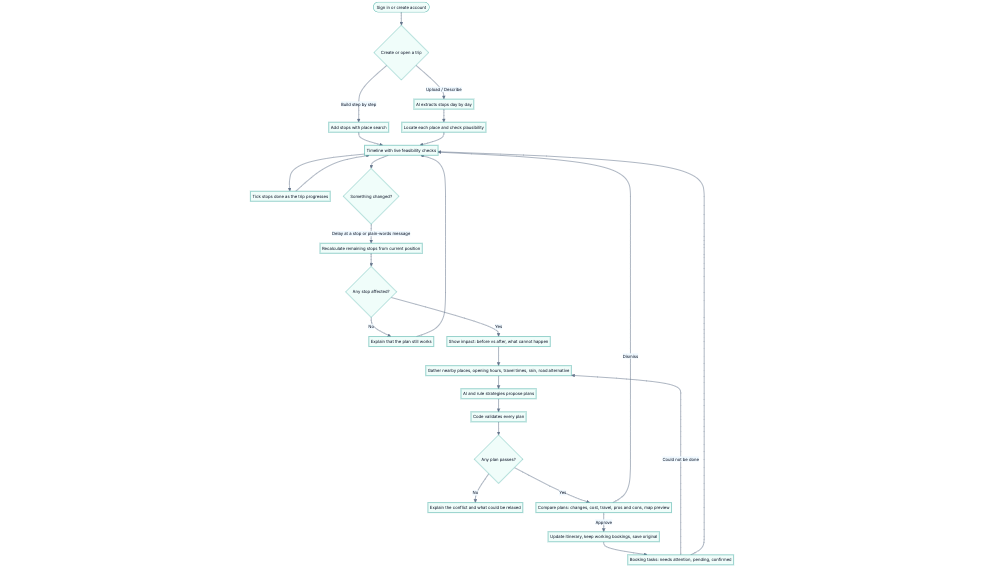 Sign in or create account
Create or open a trip
Upload / Describe
Build step by step
AI extracts stops day by day
Add stops with place search
Locate each place and check plausibility
Timeline with live feasibility checks
Tick stops done as the trip progresses
Something changed?
Delay at a stop or plain-words message
Recalculate remaining stops from current position
Any stop affected?
No
Yes
Explain that the plan still works
Show impact: before vs after, what cannot happen
Dismiss
Gather nearby places, opening hours, travel times, rain, road alternative
AI and rule strategies propose plans
Code validates every plan
Any plan passes?
Could not be done
No
Yes
Explain the conflict and what could be relaxed
Compare plans: changes, cost, travel, pros and cons, map preview
Approve
Update itinerary, keep working bookings, save original
Booking tasks: needs attention, pending, confirmed